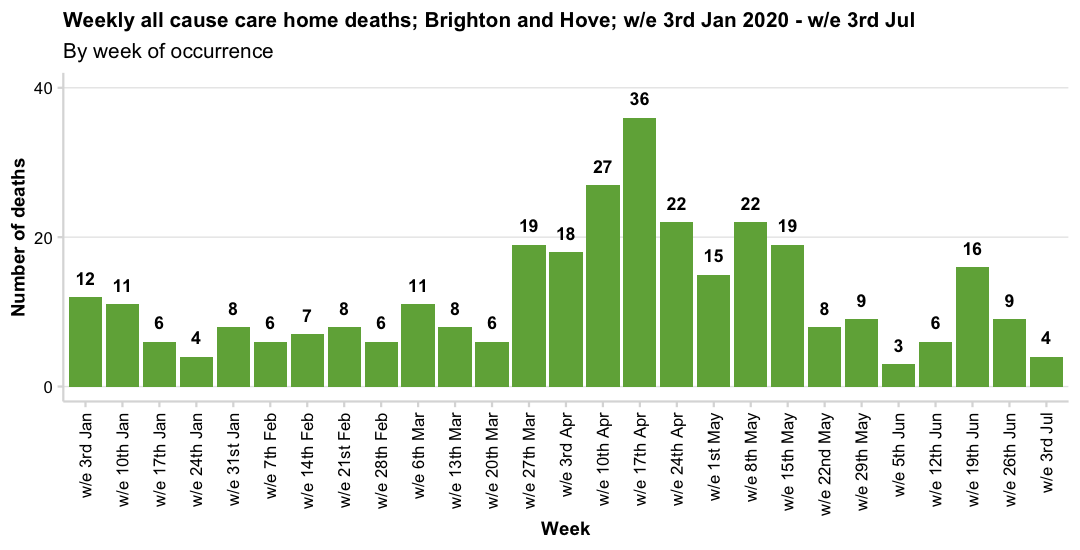 Weekly all cause care home deaths; Brighton and Hove; w/e 3rd Jan 2020 - w/e 3rd Jul
By week of occurrence
Number of deaths
40
20
0
12
11
6
4
8
6
7
8
6
11
8
6
19
18
27
36
22
15
22
19
8
9
3
6
16
9
4
w/e 3rd Jan
w/e 10th Jan
w/e 17th Jan
w/e 24th Jan
w/e 31st Jan
w/e 7th Feb
w/e 14th Feb
w/e 21st Feb
w/e 28th Feb
w/e 6th Mar
w/e 13th Mar
w/e 20th Mar
w/e 27th Mar
w/e 3rd Apr
w/e 10th Apr
w/e 17th Apr
w/e 24th Apr
w/e 1st May
w/e 8th May
w/e 15th May
w/e 22nd May
w/e 29th May
w/e 5th Jun
w/e 12th Jun
w/e 19th Jun
w/e 26th Jun
w/e 3rd Jul
Week